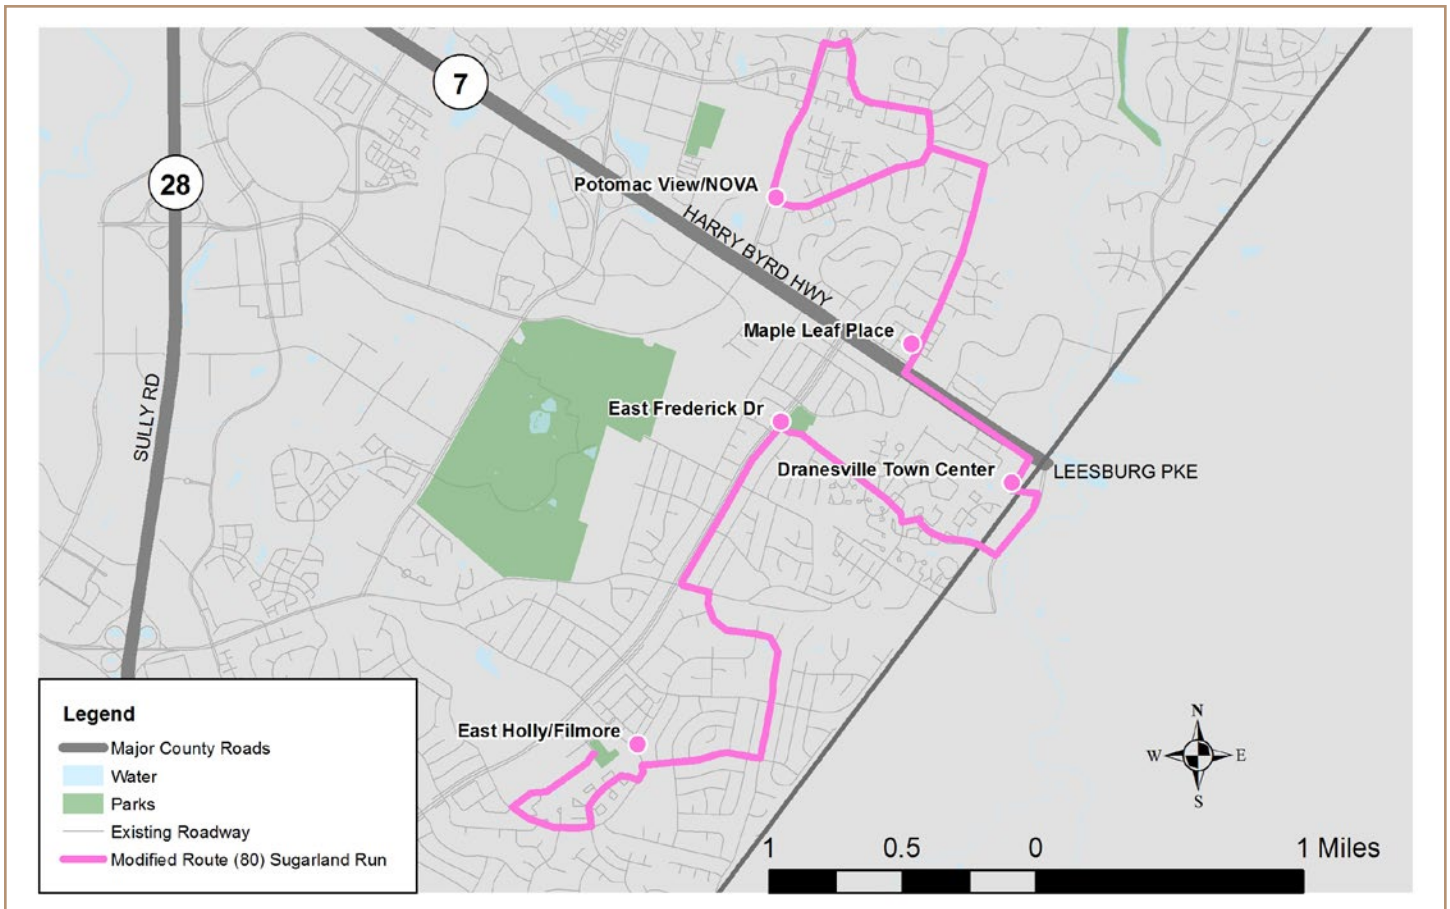 7
28
Potomac View/NOVA
HARRY BYRD HWY
Maple Leaf Place
SULLY RD
East Frederick Dr
Dranesville Town Center
LEESBURG PKE
East Holly/Filmore
Legend
Major County Roads
Water
Parks
Existing Roadway
Modified Route (80) Sugarland Run
N
W E
S
1 0.5 0 1 Miles